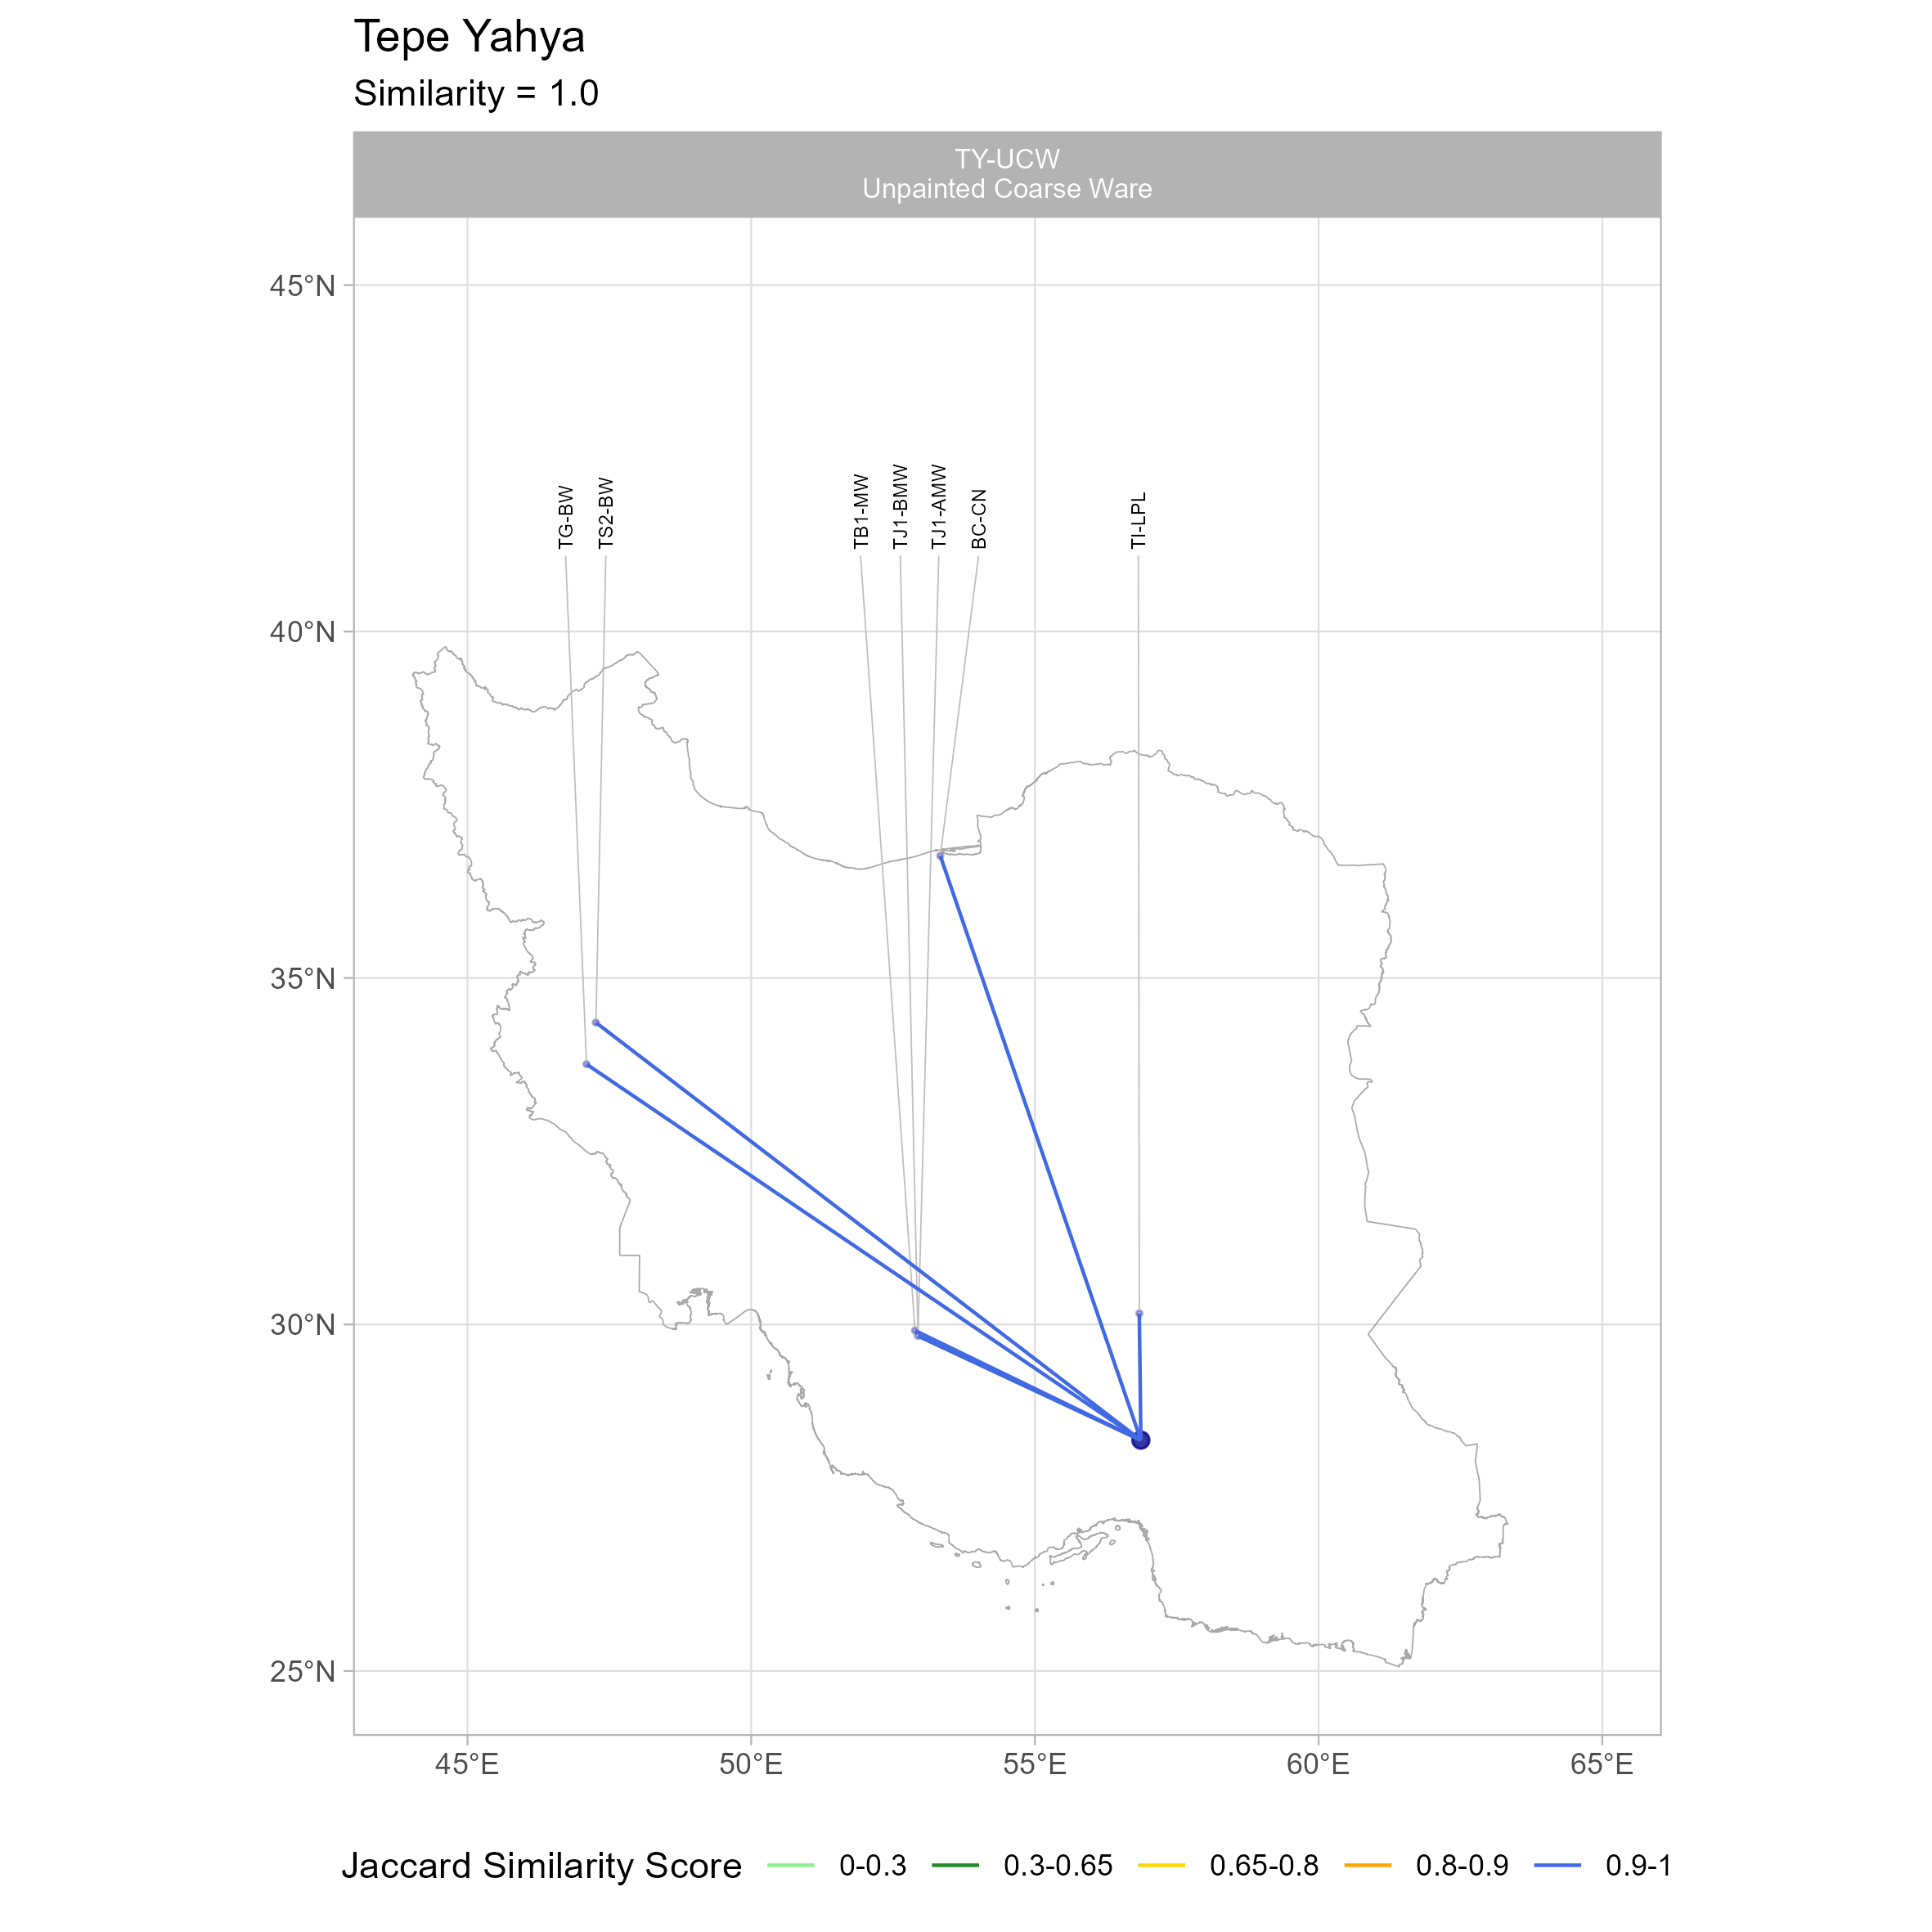 Tepe Yahya
Similarity = 1.0
TY-UCW
Unpainted Coarse Ware
45°N
40°N
35°N
30°N
25°N
TG-BW
TS2-BW
TB1-MW
TJ1-BMW
TJ1-AMW
BC-CN
TI-LPL
45°E 50°E 55°E 60°E 65°E
Jaccard Similarity Score 0-0.3 0.3-0.65 0.65-0.8 0.8-0.9 0.9-1